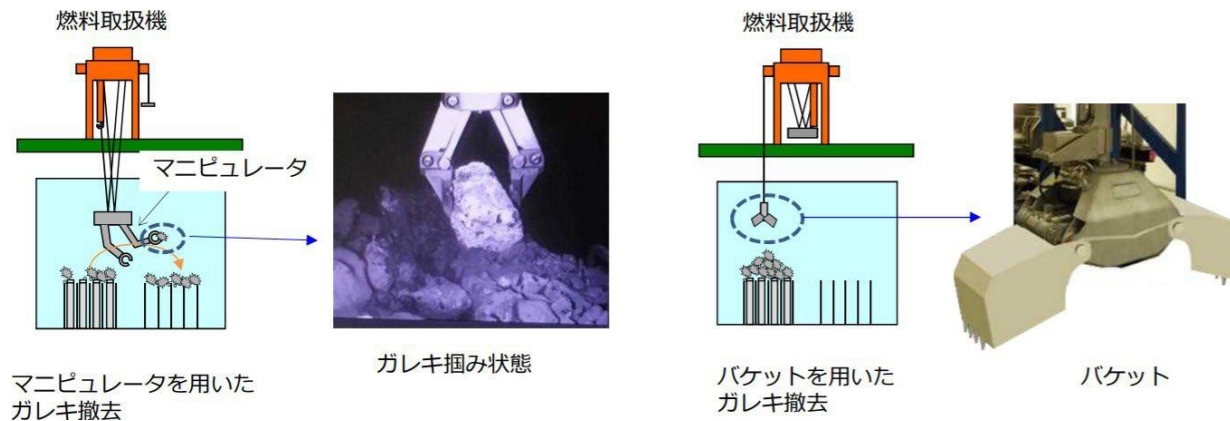 燃料取扱機
マニピュレータ
マニピュレータを用いた
ガレキ撤去
ガレキ掴み状態
燃料取扱機
バケットを用いた
ガレキ撤去
バケット